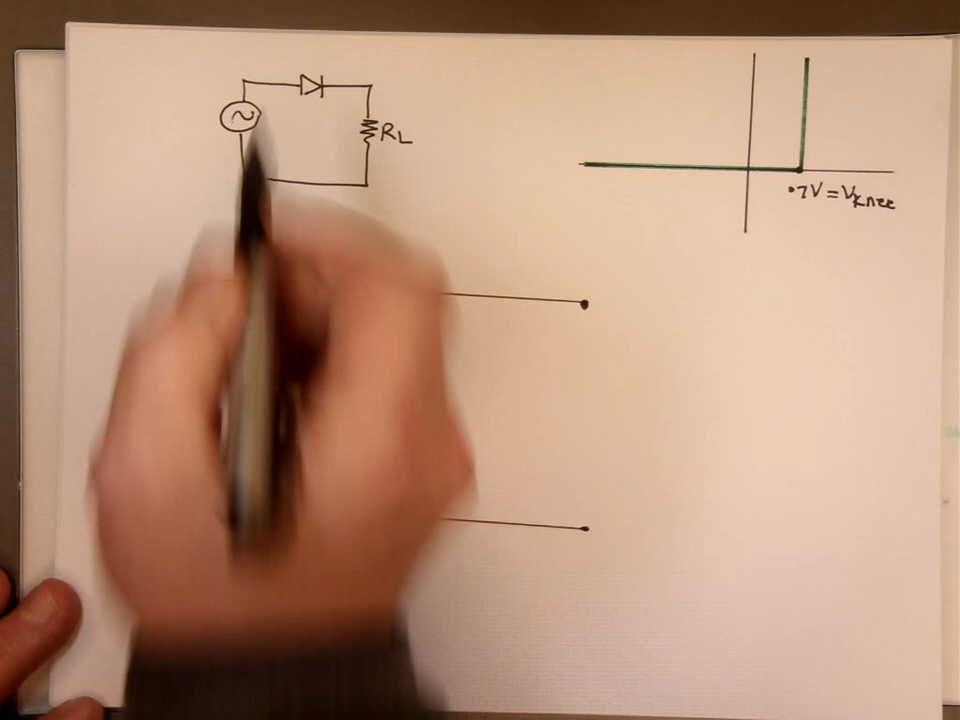 RL
.7V = VKnee